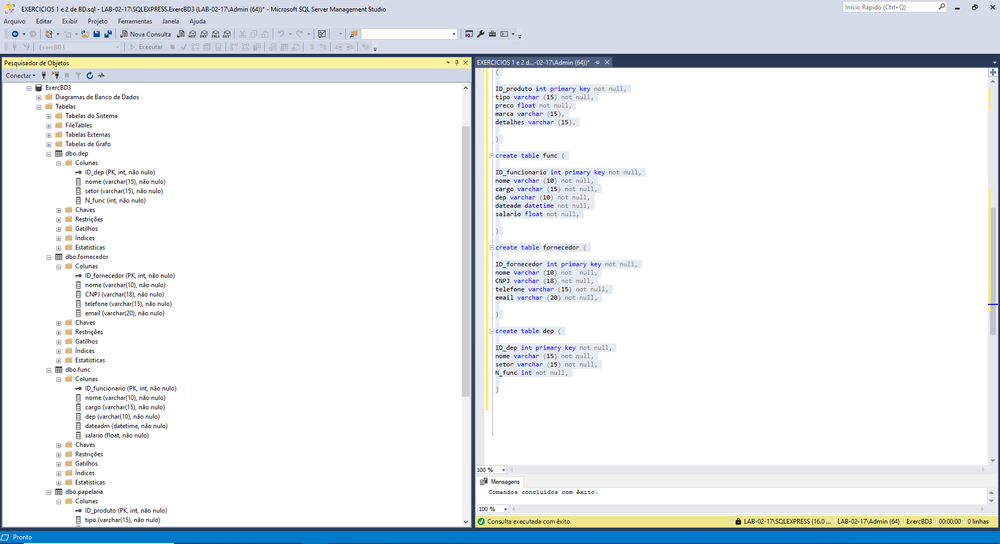 EXERCICIOS 1 e 2 de BD.sql - LAB-02-17\SQLEXPRESS.ExercBD3 (LAB-02-17\Admin (64))* - Microsoft SQL Server Management Studio
Início Rápido (Ctrl+Q)
Arquivo Editar Exibir Projeto Ferramentas Janela Ajuda
Nova Consulta MDX DMX XMLA DAX
ExercBD3 Executar
Pesquisador de Objetos
Conectar
ExercBD3
Diagramas de Banco de Dados
Tabelas
Tabelas do Sistema
FileTables
Tabelas Externas
Tabelas de Grafo
dbo.dep
Colunas
ID_dep (PK, int, não nulo)
nome (varchar(15), não nulo)
setor (varchar(15), não nulo)
N_func (int, não nulo)
Chaves
Restrições
Gatilhos
Índices
Estatísticas
dbo.fornecedor
Colunas
ID_fornecedor (PK, int, não nulo)
nome (varchar(10), não nulo)
CNPJ (varchar(18), não nulo)
telefone (varchar(15), não nulo)
email (varchar(20), não nulo)
Chaves
Restrições
Gatilhos
Índices
Estatísticas
dbo.func
Colunas
ID_funcionario (PK, int, não nulo)
nome (varchar(10), não nulo)
cargo (varchar(15), não nulo)
dep (varchar(10), não nulo)
dateadm (datetime, não nulo)
salario (float, não nulo)
Chaves
Restrições
Gatilhos
Índices
Estatísticas
dbo.papelaria
Colunas
ID_produto (PK, int, não nulo)
tipo (varchar(15), não nulo)
EXERCICIOS 1 e 2 d...-02-17\Admin (64))*
(
ID_produto int primary key not null,
tipo varchar (15) not null,
preco float not null,
marca varchar (15),
detalhes varchar (15),
)
create table func (
ID_funcionario int primary key not null,
nome varchar (10) not null,
cargo varchar (15) not null,
dep varchar (10) not null,
dateadm datetime not null,
salario float not null,
)
create table fornecedor (
ID_fornecedor int primary key not null,
nome varchar (10) not  null,
CNPJ varchar (18) not null,
telefone varchar (15) not null,
email varchar (20) not null,
)
create table dep (
ID_dep int primary key not null,
nome varchar (15) not null,
setor varchar (15) not null,
N_func int not null,
)
100 %
Mensagens
Comandos concluídos com êxito.
100 %
Consulta executada com êxito. LAB-02-17\SQLEXPRESS (16.0 ... LAB-02-17\Admin (64) ExercBD3 00:00:00 0 linhas
Pronto